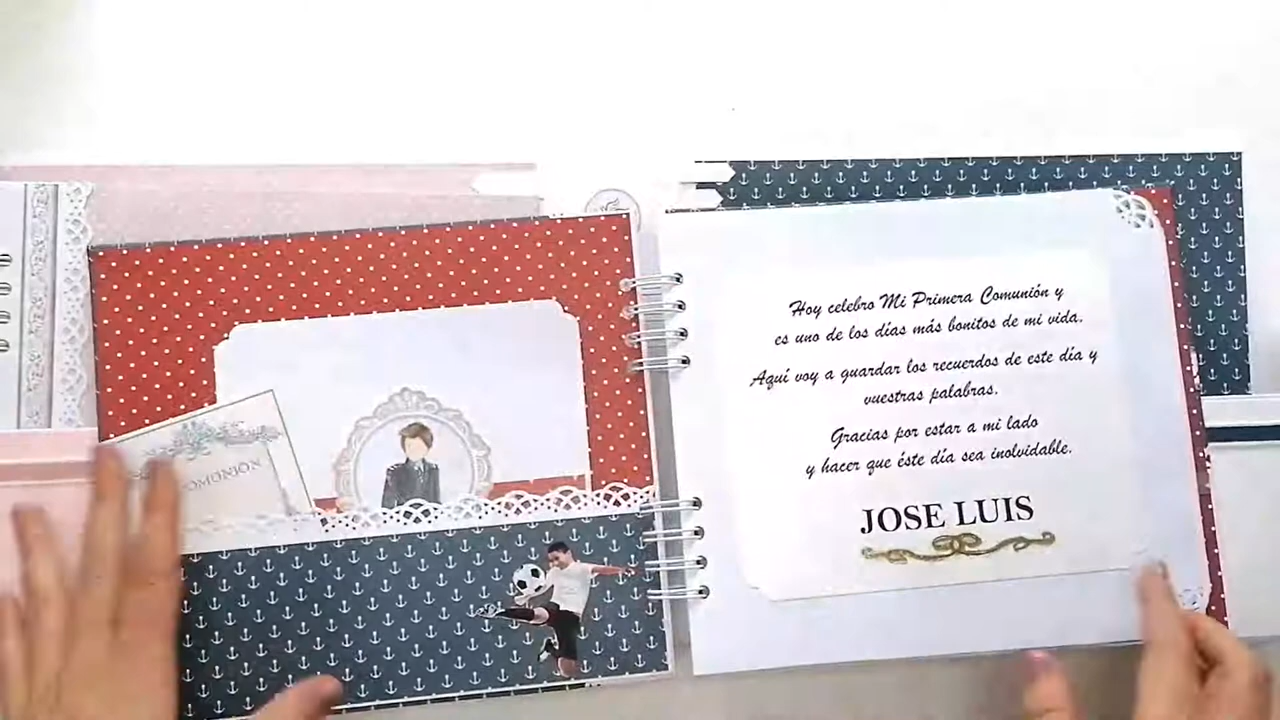 COMUNIÓN
Hoy celebro Mi Primera Comunión y
es uno de los días más bonitos de mi vida.
Aquí voy a guardar los recuerdos de este día y
vuestras palabras.
Gracias por estar a mi lado
y hacer que éste día sea inolvidable.
JOSE LUIS